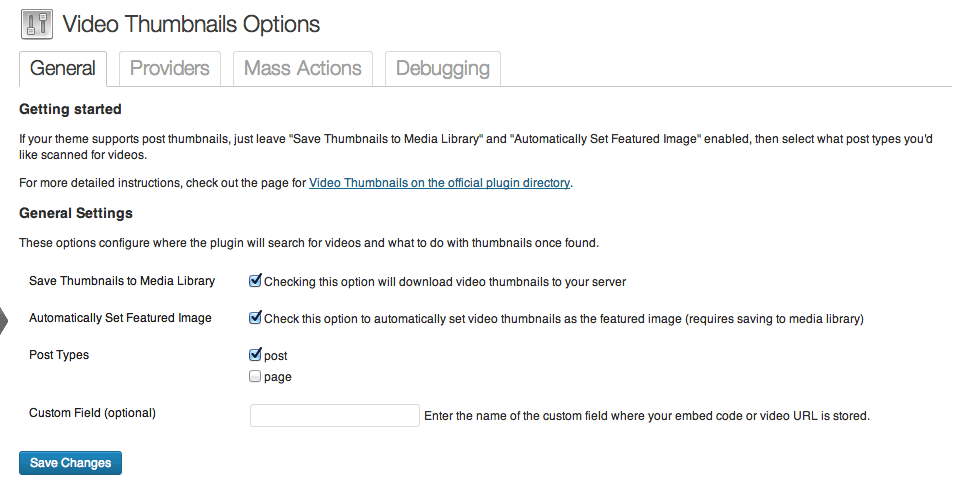 Video Thumbnails Options
General Providers Mass Actions Debugging
Getting started
If your theme supports post thumbnails, just leave "Save Thumbnails to Media Library" and "Automatically Set Featured Image" enabled, then select what post types you'd
like scanned for videos.
For more detailed instructions, check out the page for Video Thumbnails on the official plugin directory.
General Settings
These options configure where the plugin will search for videos and what to do with thumbnails once found.
Save Thumbnails to Media Library Checking this option will download video thumbnails to your server
Automatically Set Featured Image Check this option to automatically set video thumbnails as the featured image (requires saving to media library)
Post Types post
page
Custom Field (optional) Enter the name of the custom field where your embed code or video URL is stored.
Save Changes